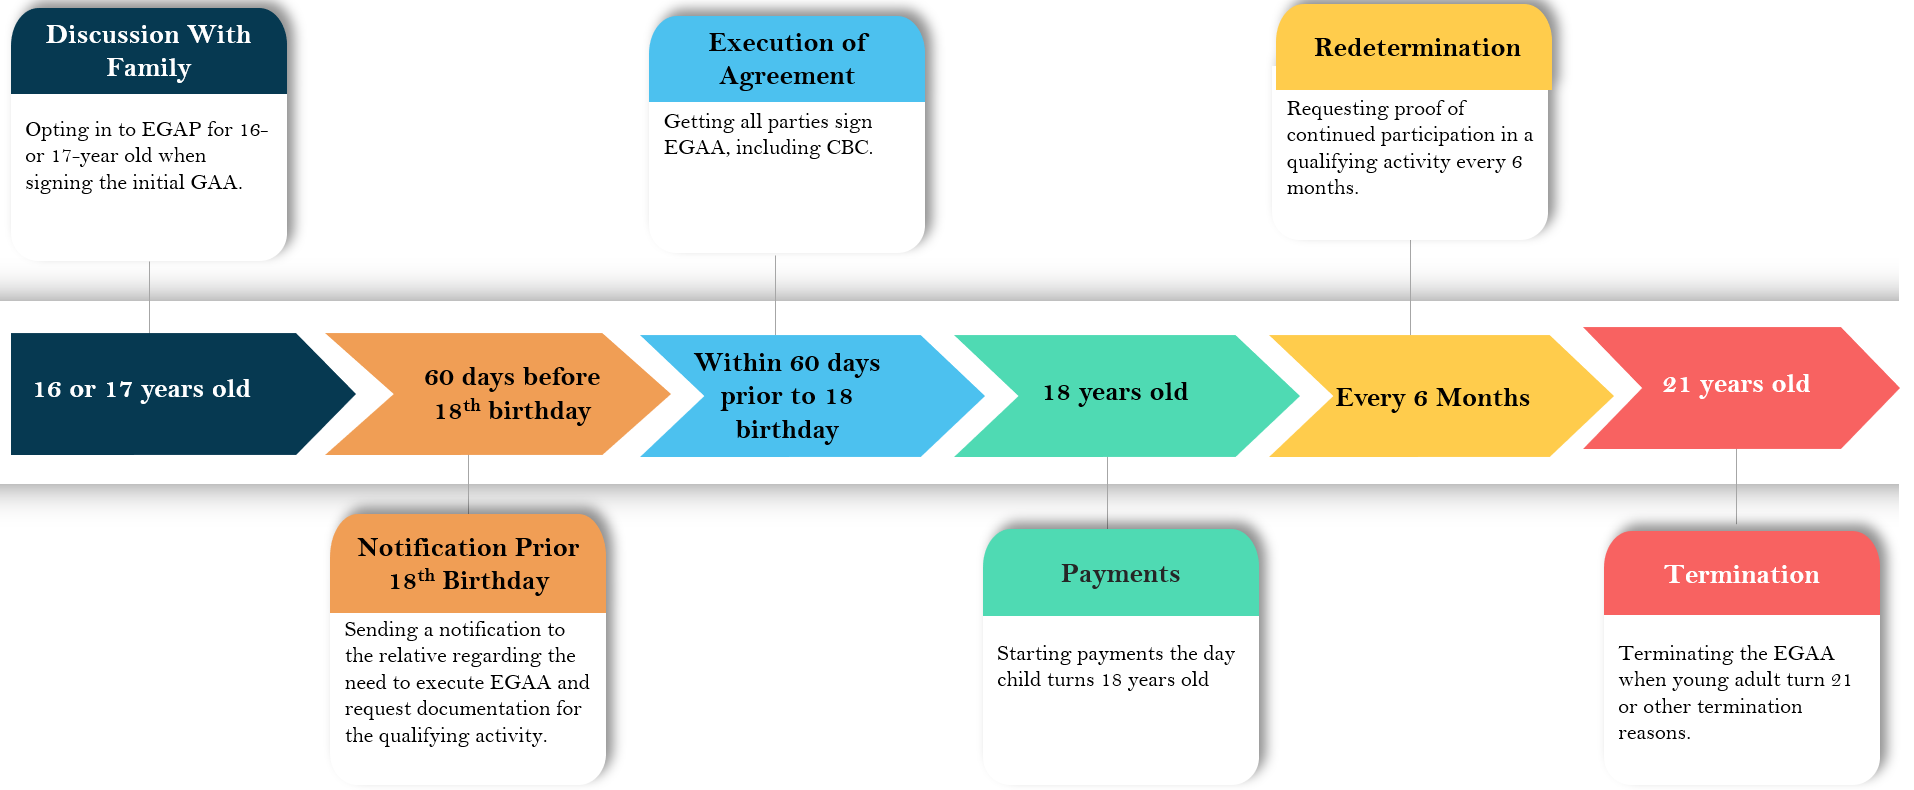 Discussion With
Family
Opting in to EGAP for 16-
or 17-year old when
signing the initial GAA.
Execution of
Agreement
Getting all parties sign
EGAA, including CBC.
Redetermination
Requesting proof of
continued participation in a
qualifying activity every 6
months.
16 or 17 years old
60 days before
18th birthday
Within 60 days
prior to 18
birthday
18 years old
Every 6 Months
21 years old
Notification Prior
18th Birthday
Sending a notification to
the relative regarding the
need to execute EGAA and
request documentation for
the qualifying activity.
Payments
Starting payments the day
child turns 18 years old
Termination
Terminating the EGAA
when young adult turn 21
or other termination
reasons.